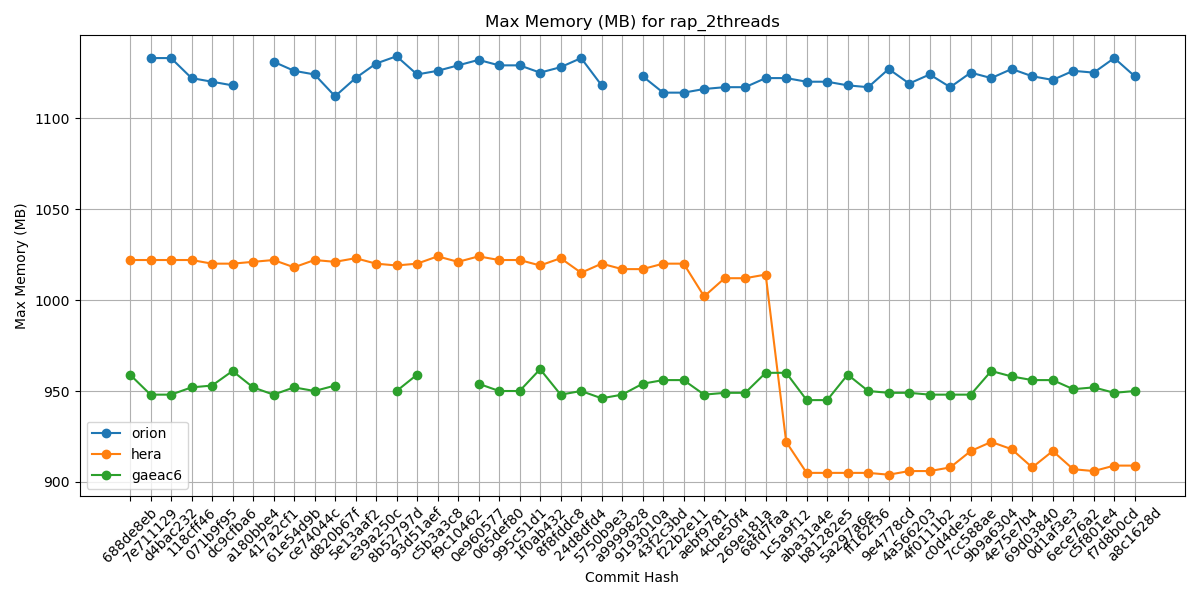 Max Memory (MB) for rap_2threads
Max Memory (MB)
1100
1050
1000
950
900
orion
hera
gaeac6
688de8eb
7e711129
d4bac232
118cff46
071b9f95
dc9cfba6
a180bbe4
417a2cf1
61e54d9b
ce74044c
d820b67f
5e13aaf2
e39a250c
8b52797d
93d511aef
c5b3a3c8
f9c10462
0e960577
065def80
995c51d1
1f0ab432
8f8fddc8
24d8dfd4
5750b9e3
a9999828
9193010a
43f2c3bd
f22b2e11
aebf9781
4cbe50f4
269e181a
68fd7faa
1c5a9f12
aba31a4e
b81282e5
ff162f36
9e4778cd
4a566203
4f0111b2
c0d4de3c
7cc588ae
9b9a6304
4e75e7b4
69d03840
0d1af3e3
6ece76a2
c5f801e4
f7d8b0cd
a8c1628d
Commit Hash